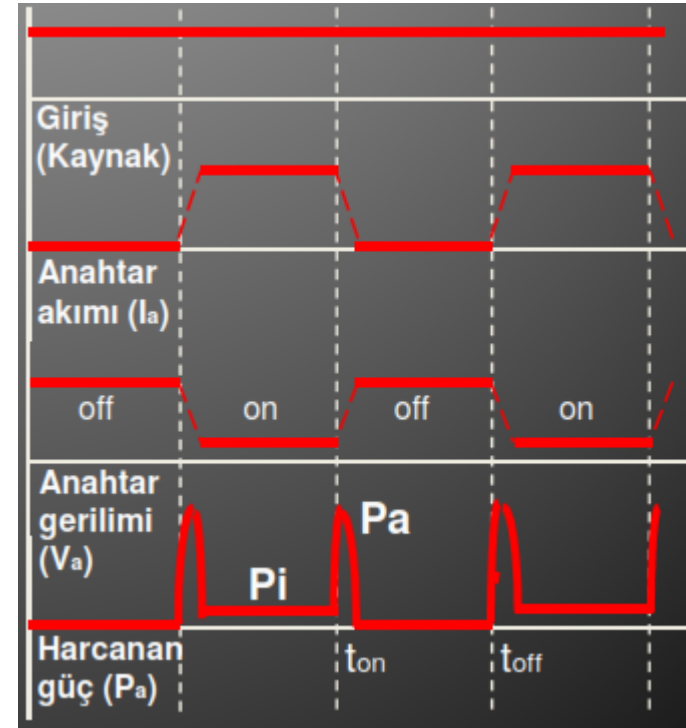 Giriş
(Kaynak)
Anahtar
akımı (Ia)
off on off on
Anahtar
gerilimi
(Va)
Pa
Pi
Harcanan
güç (Pa)
ton toff